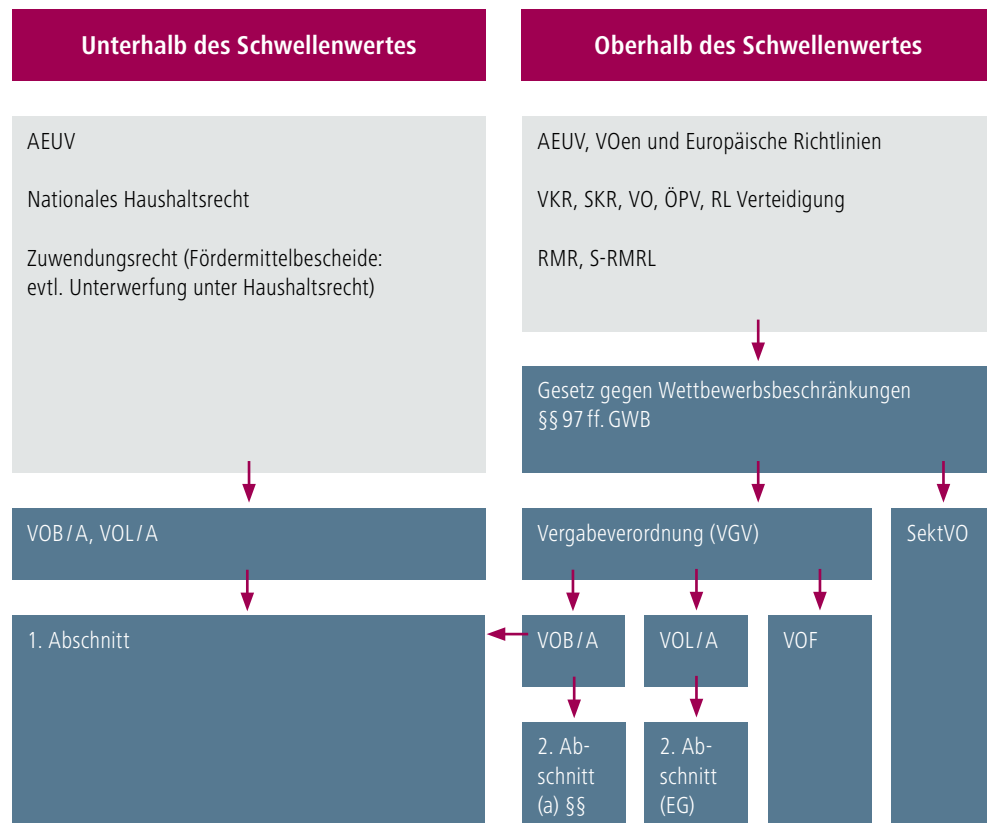 Unterhalb des Schwellenwertes
Oberhalb des Schwellenwertes
AEUV
Nationales Haushaltsrecht
Zuwendungsrecht (Fördermittelbescheide:
evtl. Unterwerfung unter Haushaltsrecht)
AEUV, VOen und Europäische Richtlinien
VKR, SKR, VO, ÖPV, RL Verteidigung
RMR, S-RMRL
Gesetz gegen Wettbewerbsbeschränkungen
§§ 97 ff. GWB
VOB/A, VOL/A
Vergabeverordnung (VGV)
SektVO
1. Abschnitt
VOB/A
VOL/A
VOF
2. Ab-
schnitt
(a) §§
2. Ab-
schnitt
(EG)